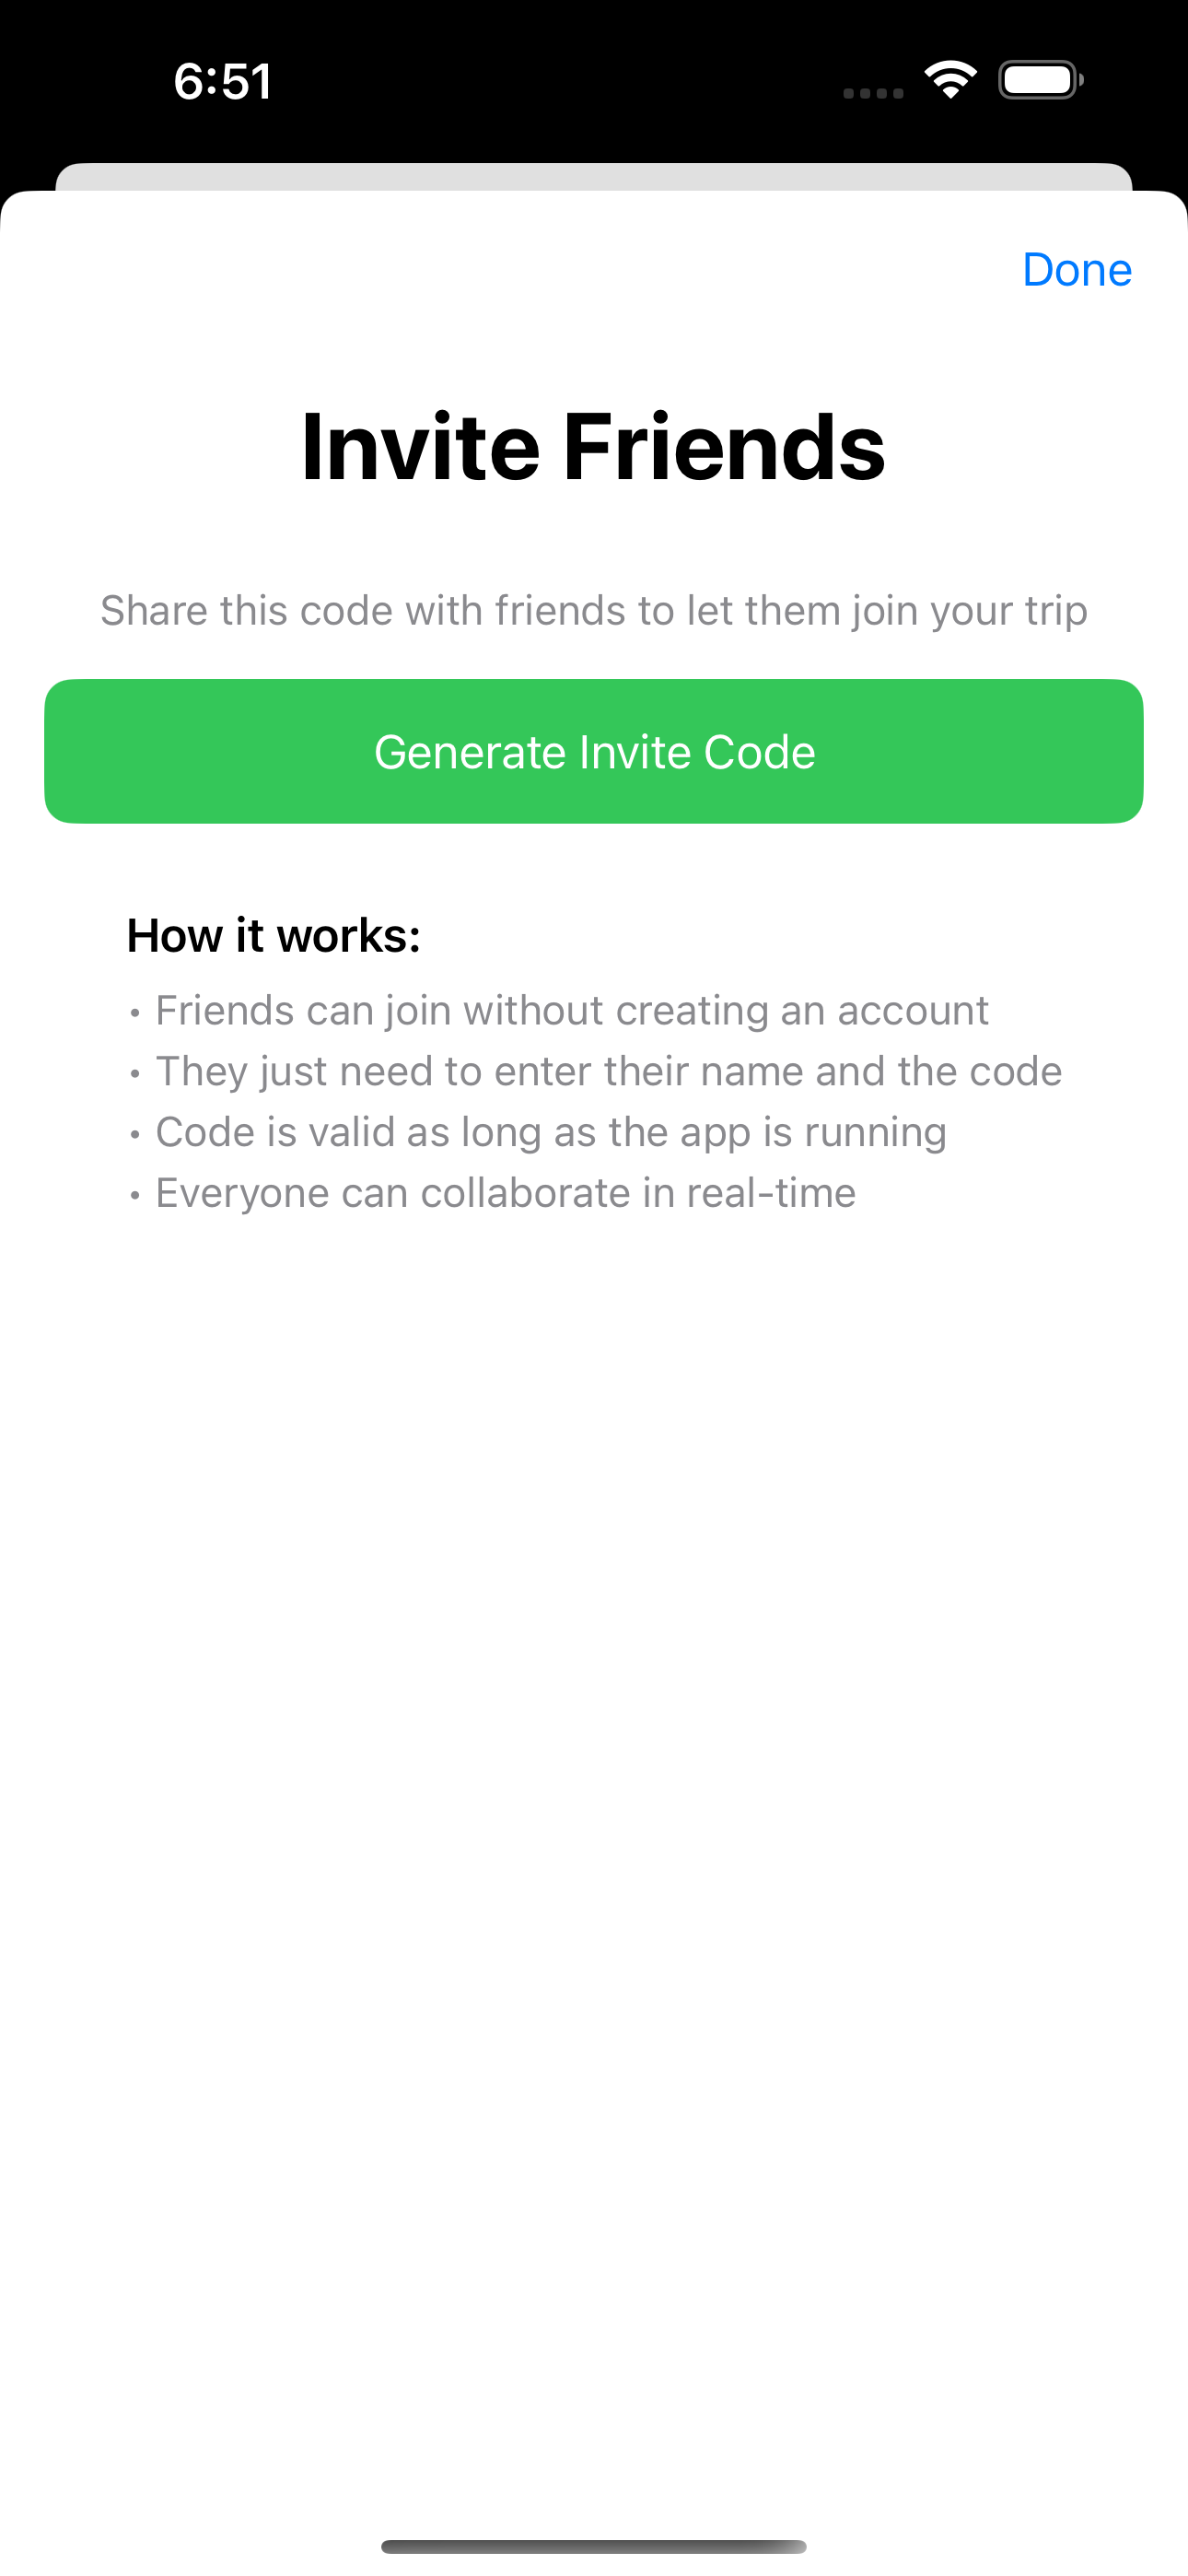 6:51
Done
Invite Friends
Share this code with friends to let them join your trip
Generate Invite Code
How it works:
• Friends can join without creating an account
• They just need to enter their name and the code
• Code is valid as long as the app is running
• Everyone can collaborate in real-time